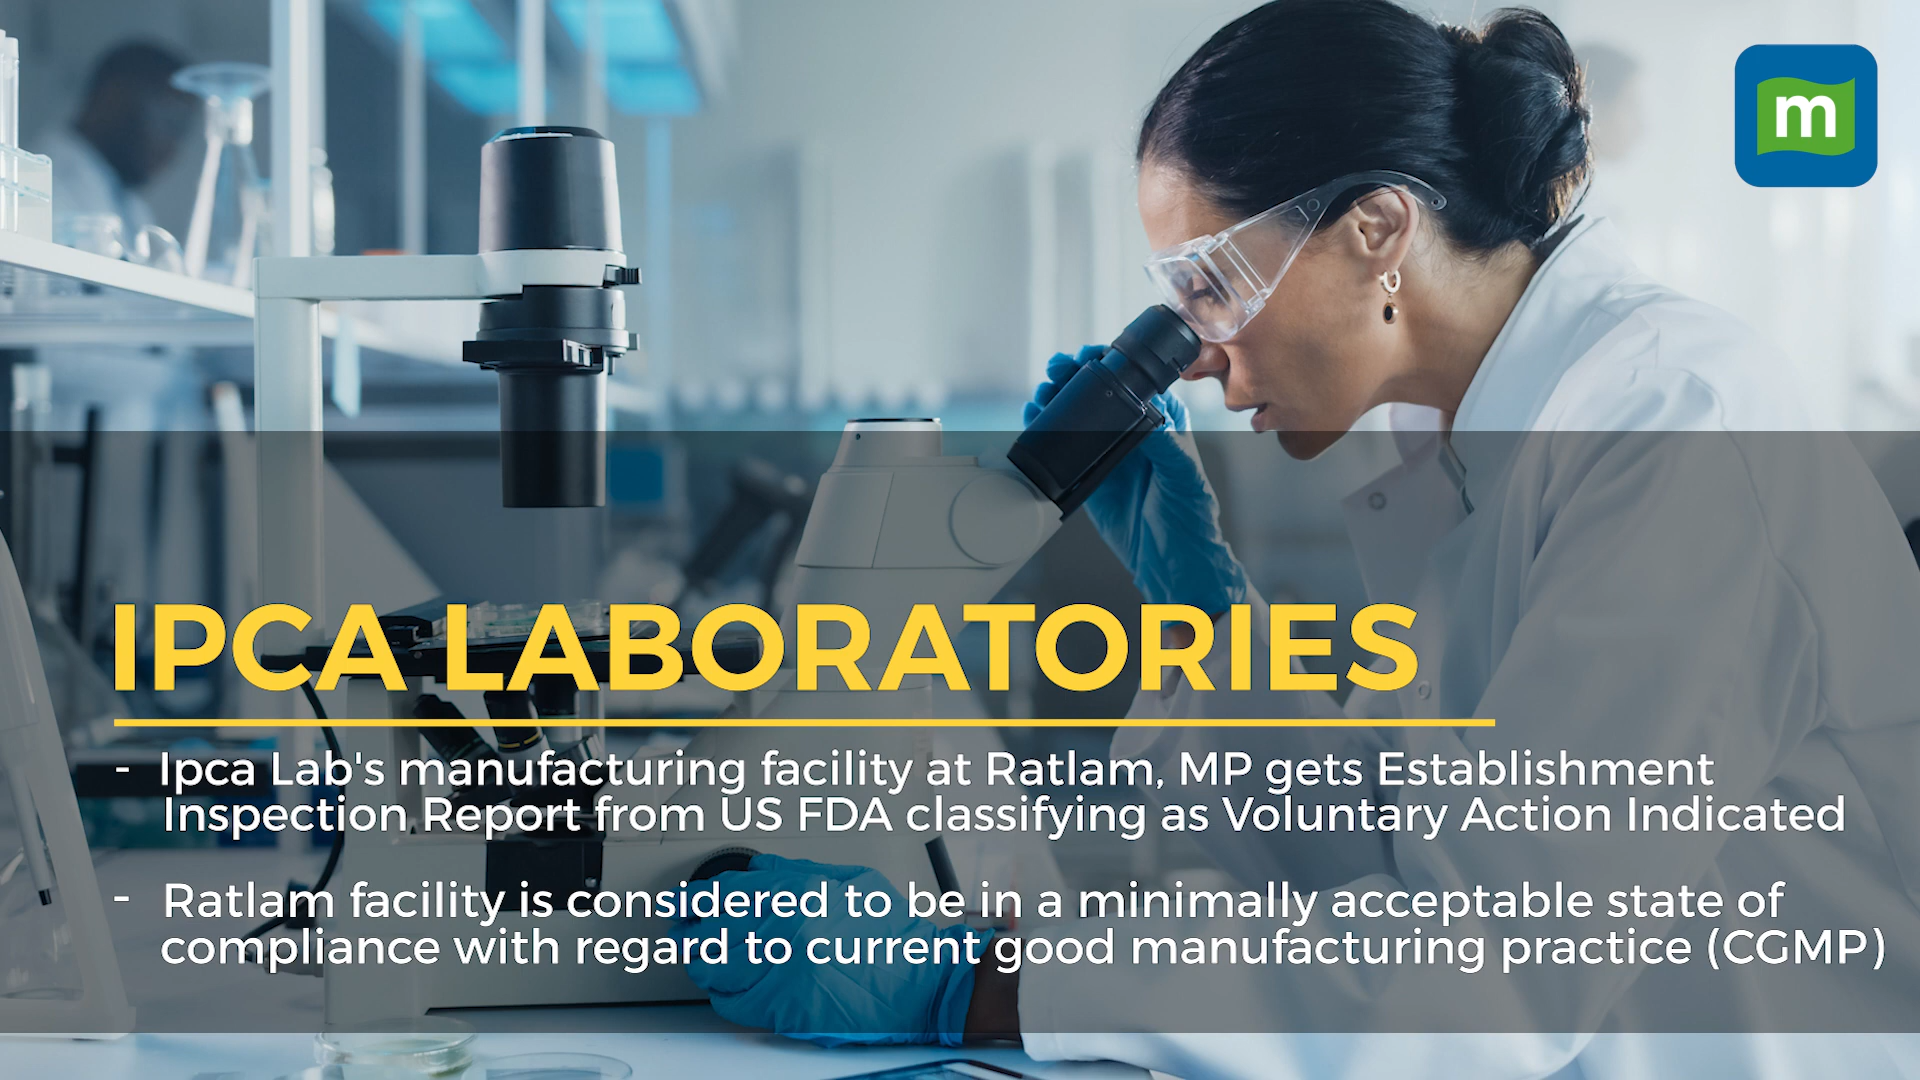 m
IPCA LABORATORIES
- Ipca Lab's manufacturing facility at Ratlam, MP gets Establishment
Inspection Report from US FDA classifying as Voluntary Action Indicated
- Ratlam facility is considered to be in a minimally acceptable state of
compliance with regard to current good manufacturing practice (CGMP)